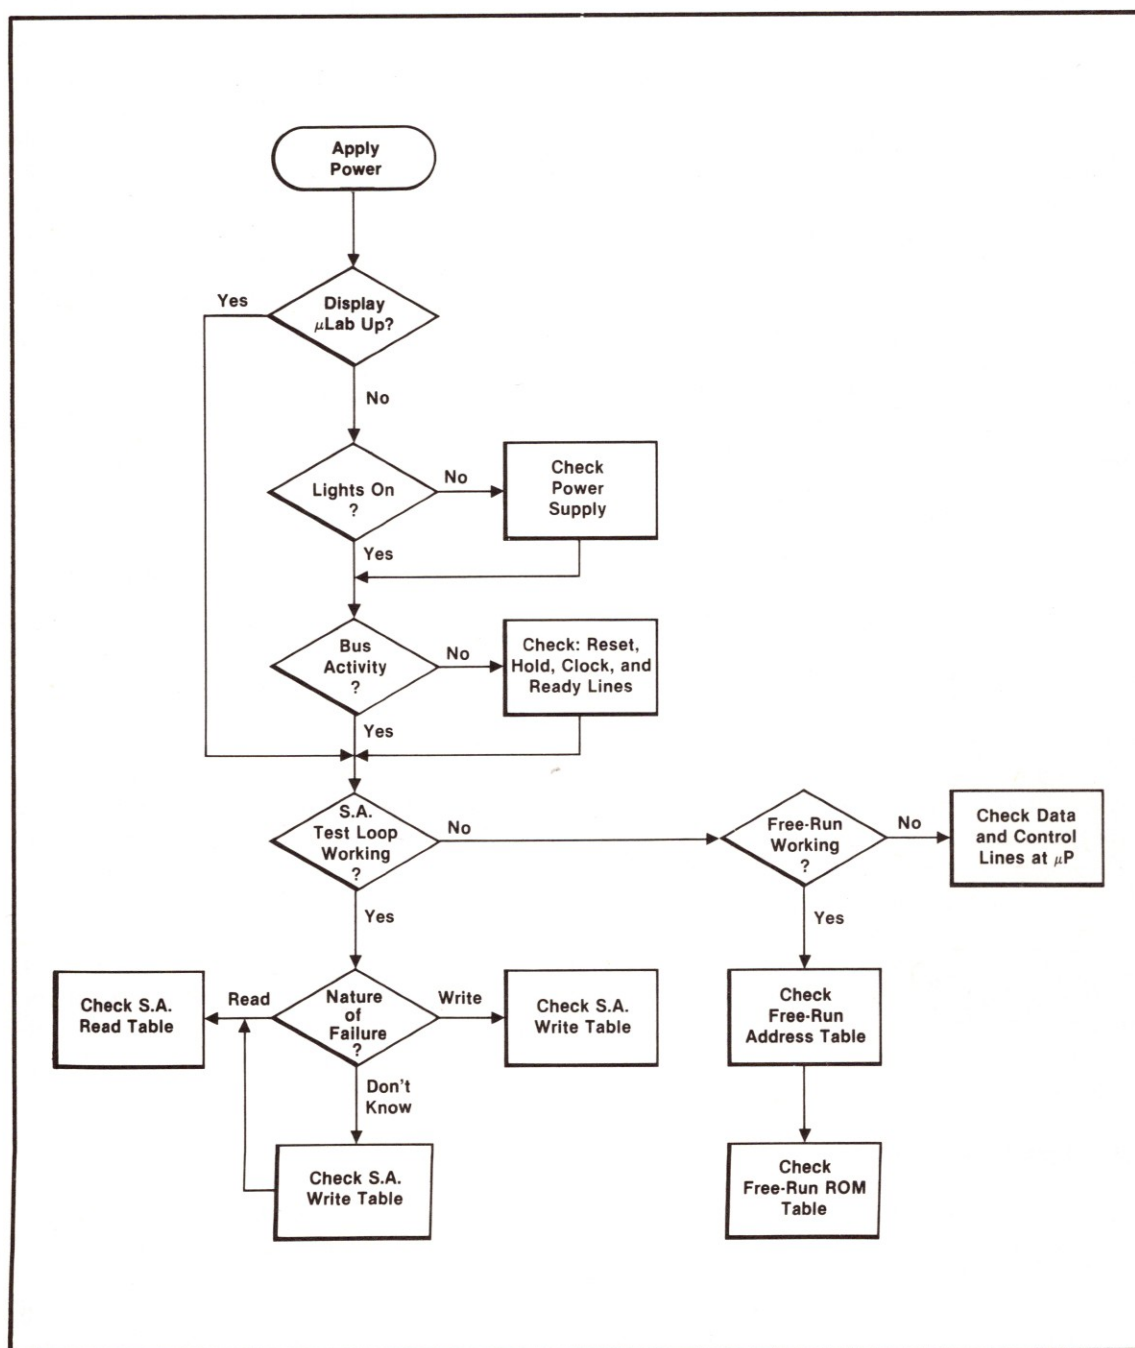 Apply
Power
Yes
Display
μLab Up?
No
Lights On
?
No
Check
Power
Supply
Yes
Bus
Activity
?
No
Check: Reset,
Hold, Clock, and
Ready Lines
Yes
S.A.
Test Loop
Working
?
No
Free-Run
Working
?
No
Check Data
and Control
Lines at μP
Yes
Yes
Check S.A.
Read Table
Read
Nature
of
Failure
?
Write
Check S.A.
Write Table
Check
Free-Run
Address Table
Don't
Know
Check S.A.
Write Table
Check
Free-Run ROM
Table